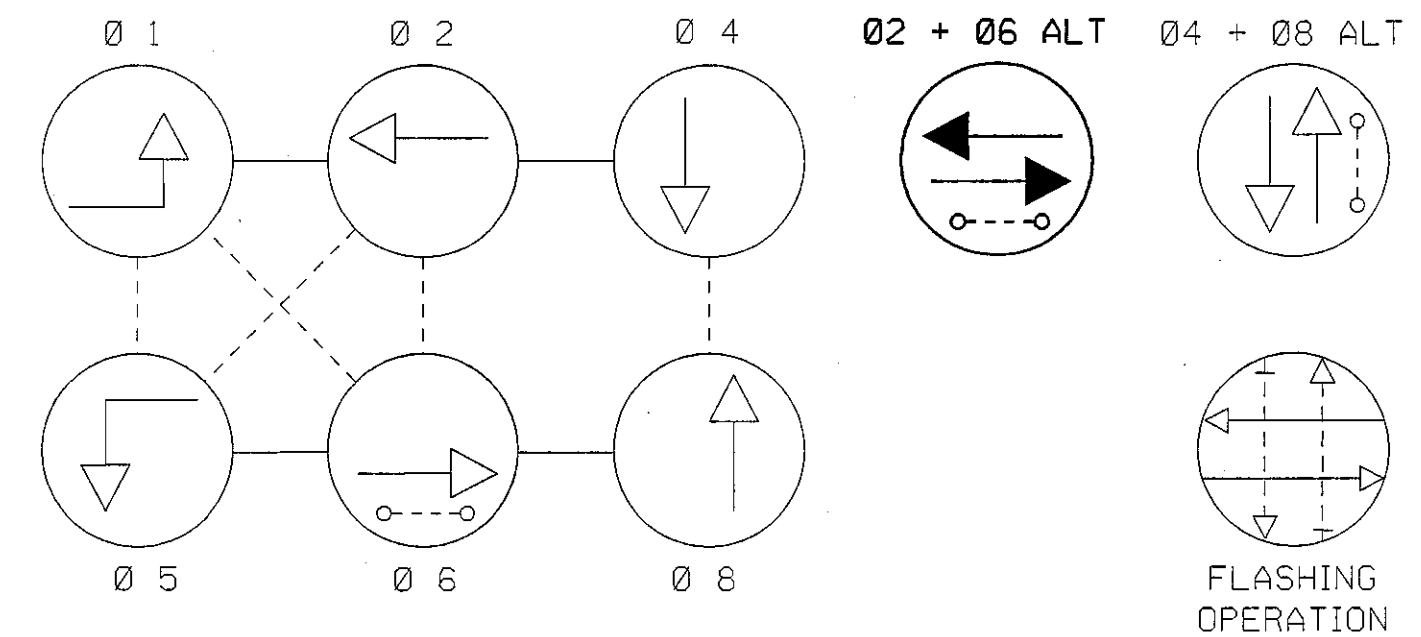 Ø 1
Ø 2
Ø 4
Ø2 + Ø6 ALT
Ø4 + Ø8 ALT
Ø 5
Ø 6
Ø 8
FLASHING
OPERATION